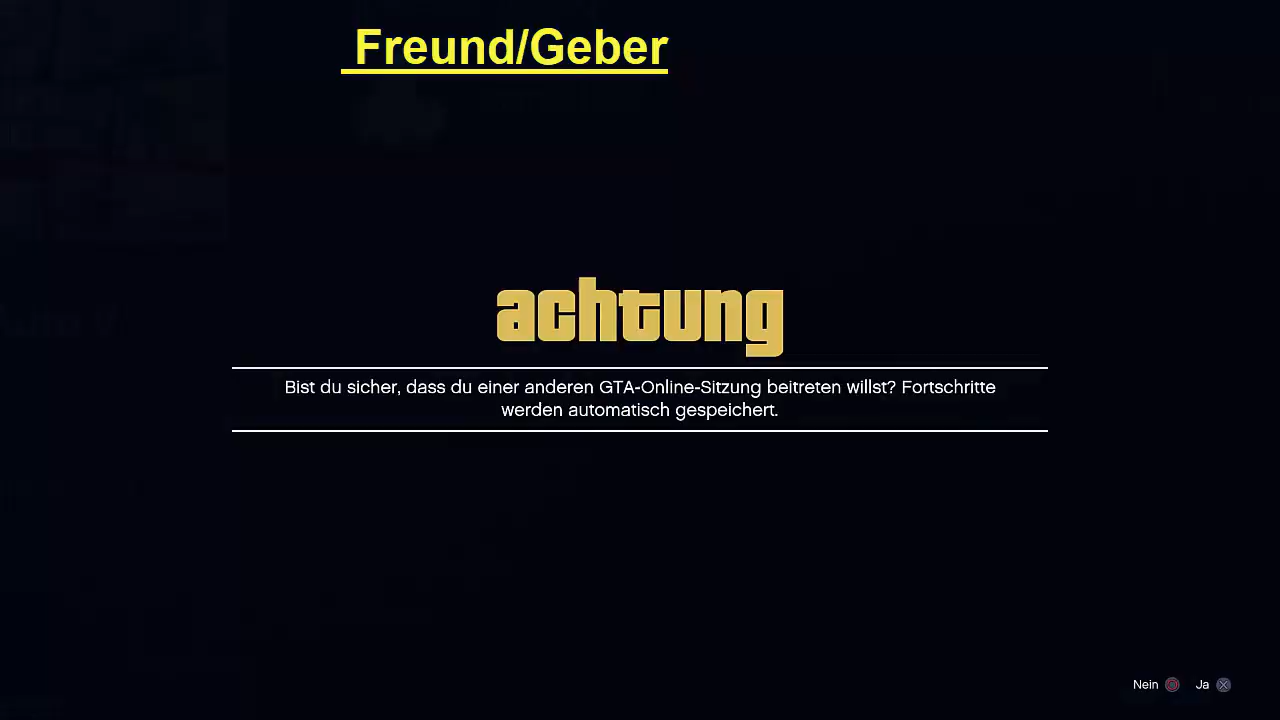 Freund/Geber
achtung
Bist du sicher, dass du einer anderen GTA-Online-Sitzung beitreten willst? Fortschritte
werden automatisch gespeichert.
Nein Ja